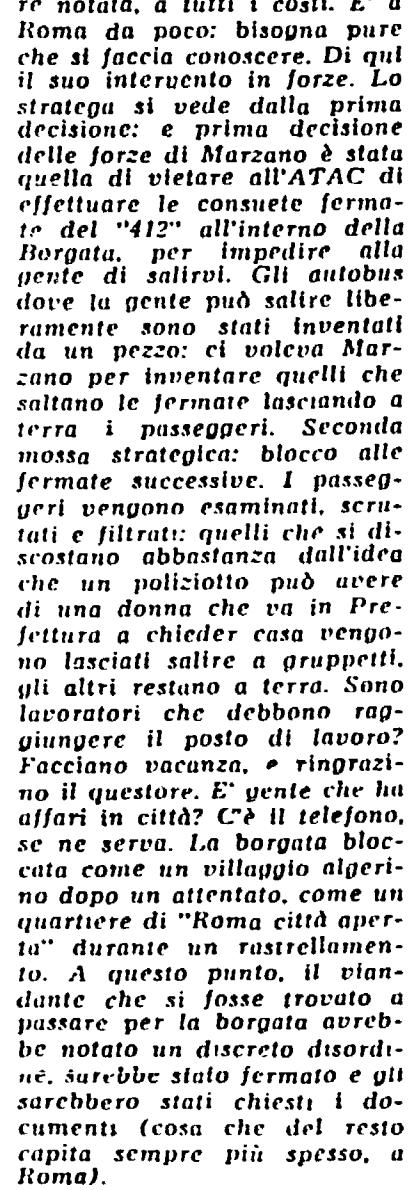 re notata, a tutti i costi. E' a
Roma da poco: bisogna pure
che si faccia conoscere. Di qui
il suo intervento in forze. Lo
stratega si vede dalla prima
decisione: e prima decisione
delle forze di Marzano è stata
quella di vietare all'ATAC di
effettuare le consuete ferma-
te del "412" all'interno della
Borgata, per impedire alla
gente di salirvi. Gli autobus
dove la gente può salire libe-
ramente sono stati inventati
da un pezzo: ci voleva Mar-
zano per inventare quelli che
saltano le fermate lasciando a
terra i passeggeri. Seconda
mossa strategica: blocco alle
fermate successive. I passeg-
geri vengono esaminati, scru-
tati e filtrati: quelli che si di-
scostano abbastanza dall'idea
che un poliziotto può avere
di una donna che va in Pre-
fettura a chieder casa vengo-
no lasciati salire a gruppetti,
gli altri restano a terra. Sono
lavoratori che debbono rag-
giungere il posto di lavoro?
Facciano vacanza, e ringrazi-
no il questore. E' gente che ha
affari in città? C'è il telefono,
se ne serva. La borgata bloc-
cata come un villaggio algeri-
no dopo un attentato, come un
quartiere di "Roma città aper-
ta" durante un rastrellamen-
to. A questo punto, il vian-
dante che si fosse trovato a
passare per la borgata avreb-
be notato un discreto disordi-
ne, sarebbe stato fermato e gli
sarebbero stati chiesti i do-
cumenti (cosa che del resto
capita sempre più spesso, a
Roma).